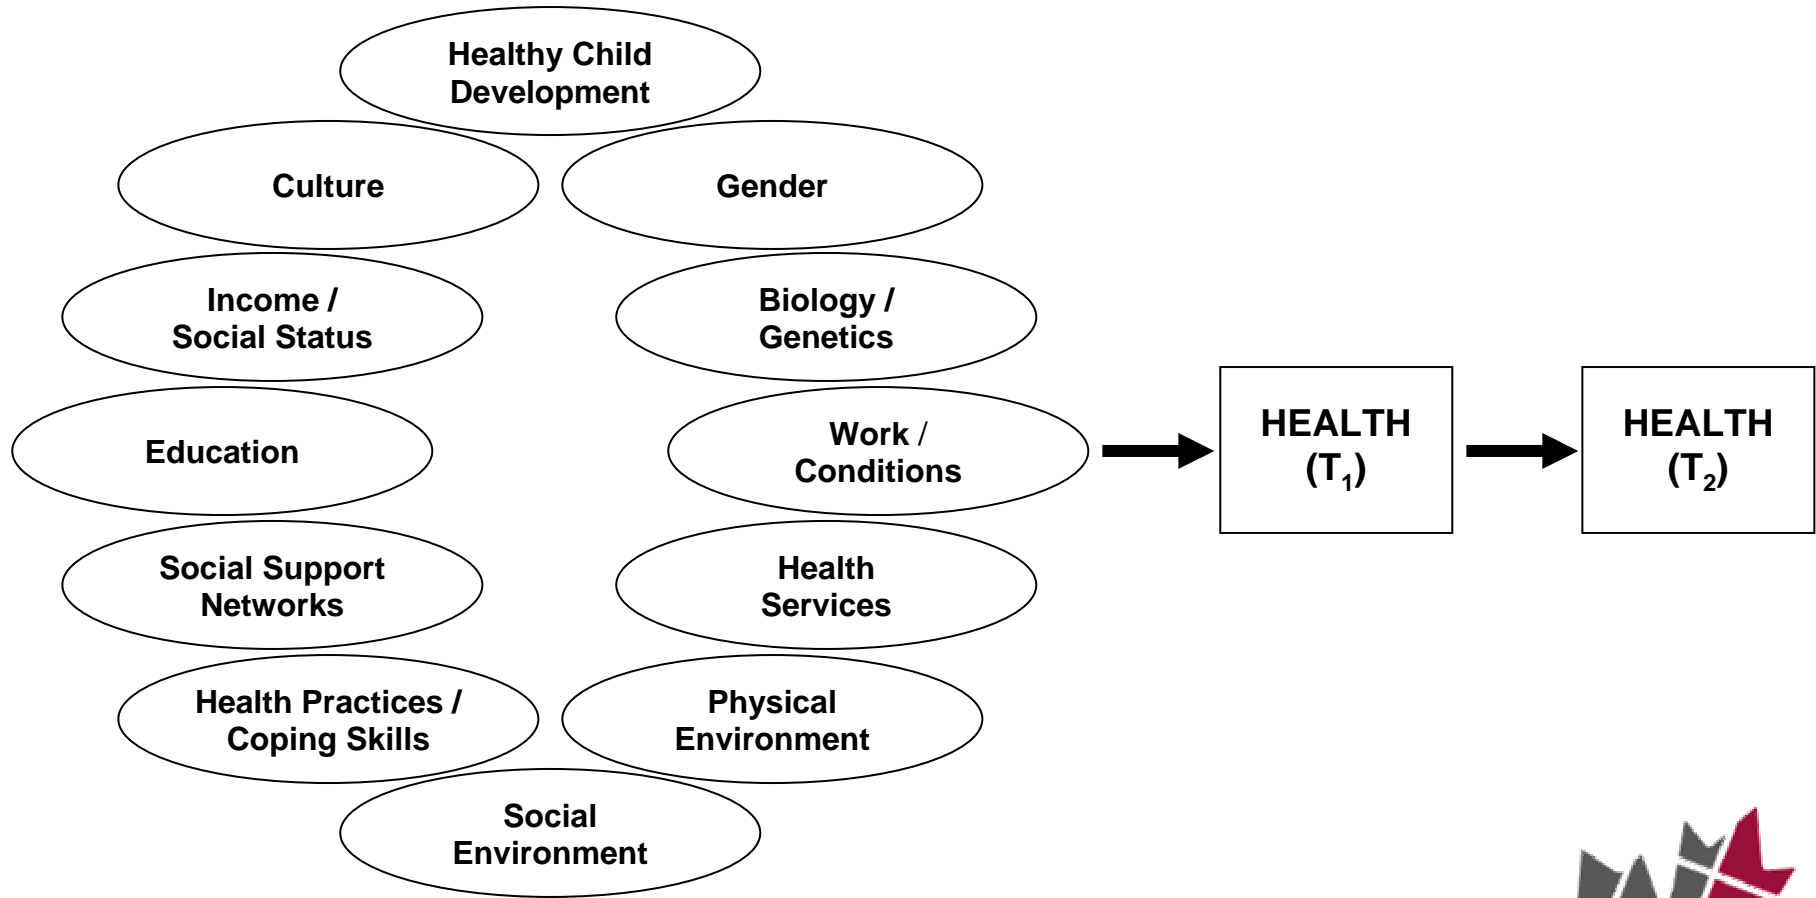 Healthy Child
Development
Culture
Gender
Income /
Social Status
Biology /
Genetics
Education
Work /
Conditions
HEALTH
(T₁)
HEALTH
(T₂)
Social Support
Networks
Health
Services
Health Practices /
Coping Skills
Physical
Environment
Social
Environment